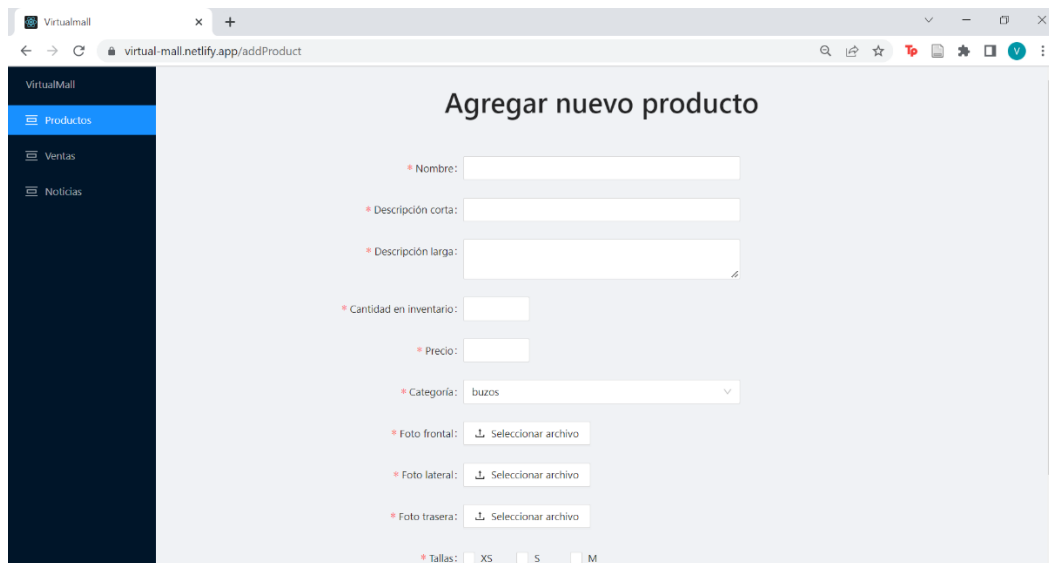 Virtualmall
virtual-mall.netlify.app/addProduct
Tp
V
VirtualMall
Productos
Ventas
Noticias
Agregar nuevo producto
* Nombre:
* Descripción corta:
* Descripción larga:
* Cantidad en inventario:
* Precio:
* Categoría: buzos
* Foto frontal: Seleccionar archivo
* Foto lateral: Seleccionar archivo
* Foto trasera: Seleccionar archivo
* Tallas: XS S M